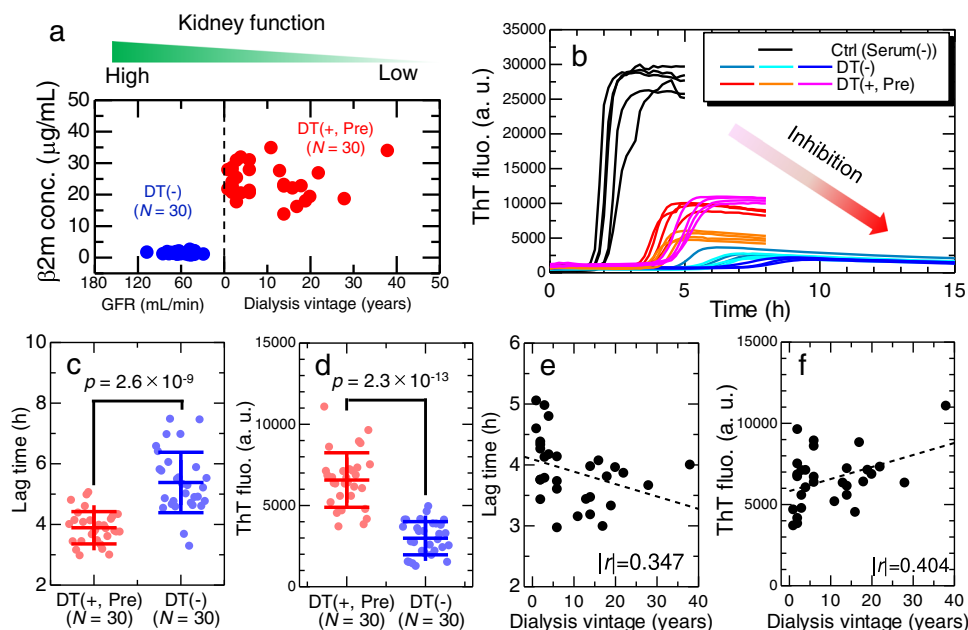 Kidney function
a
High
Low
β2m conc. (μg/mL)
50
40
30
20
10
0
DT(+, Pre)
(N = 30)
DT(-)
(N = 30)
180
120
60
0
10
20
30
40
50
GFR (mL/min)
Dialysis vintage (years)
b
ThT fluo. (a. u.)
35000
30000
25000
20000
15000
10000
5000
0
Ctrl (Serum(-))
DT(-)
DT(+, Pre)
Inhibition
0
5
10
15
Time (h)
c
p = 2.6 × 10-9
Lag time (h)
10
8
6
4
2
DT(+, Pre)
(N = 30)
DT(-)
(N = 30)
d
p = 2.3 × 10-13
ThT fluo. (a. u.)
15000
10000
5000
0
DT(+, Pre)
(N = 30)
DT(-)
(N = 30)
e
Lag time (h)
6
5
4
3
2
|r|=0.347
0
10
20
30
40
Dialysis vintage (years)
f
ThT fluo. (a. u.)
15000
10000
5000
0
|r|=0.404
0
10
20
30
40
Dialysis vintage (years)